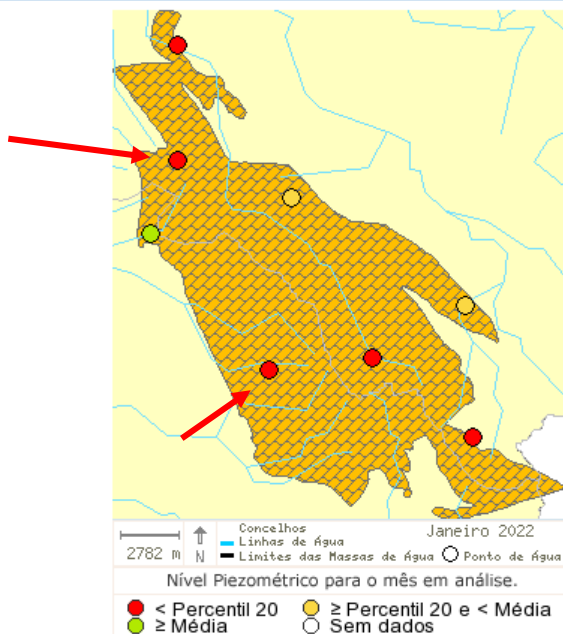 Concelhos Janeiro 2022
Linhas de Água
2782 m N Limites das Massas de Água Ponto de Água
Nível Piezométrico para o mês em análise.
< Percentil 20 ≥ Percentil 20 e < Média
≥ Média Sem dados